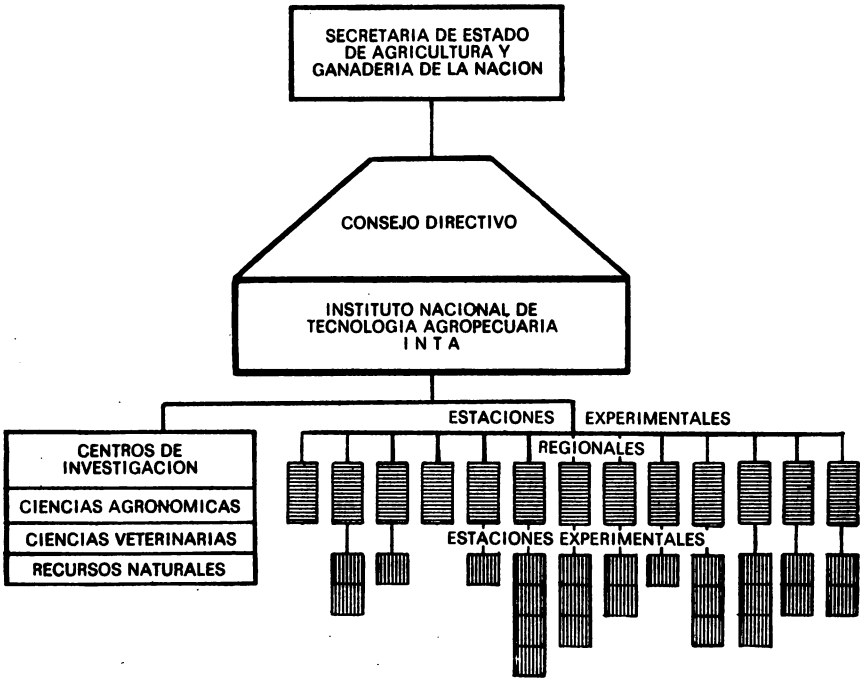 SECRETARIA DE ESTADO
DE AGRICULTURA Y
GANADERIA DE LA NACION
CONSEJO DIRECTIVO
INSTITUTO NACIONAL DE
TECNOLOGIA AGROPECUARIA
I N T A
ESTACIONES EXPERIMENTALES
REGIONALES
CENTROS DE
INVESTIGACION
CIENCIAS AGRONOMICAS
CIENCIAS VETERINARIAS
RECURSOS NATURALES
ESTACIONES EXPERIMENTALES